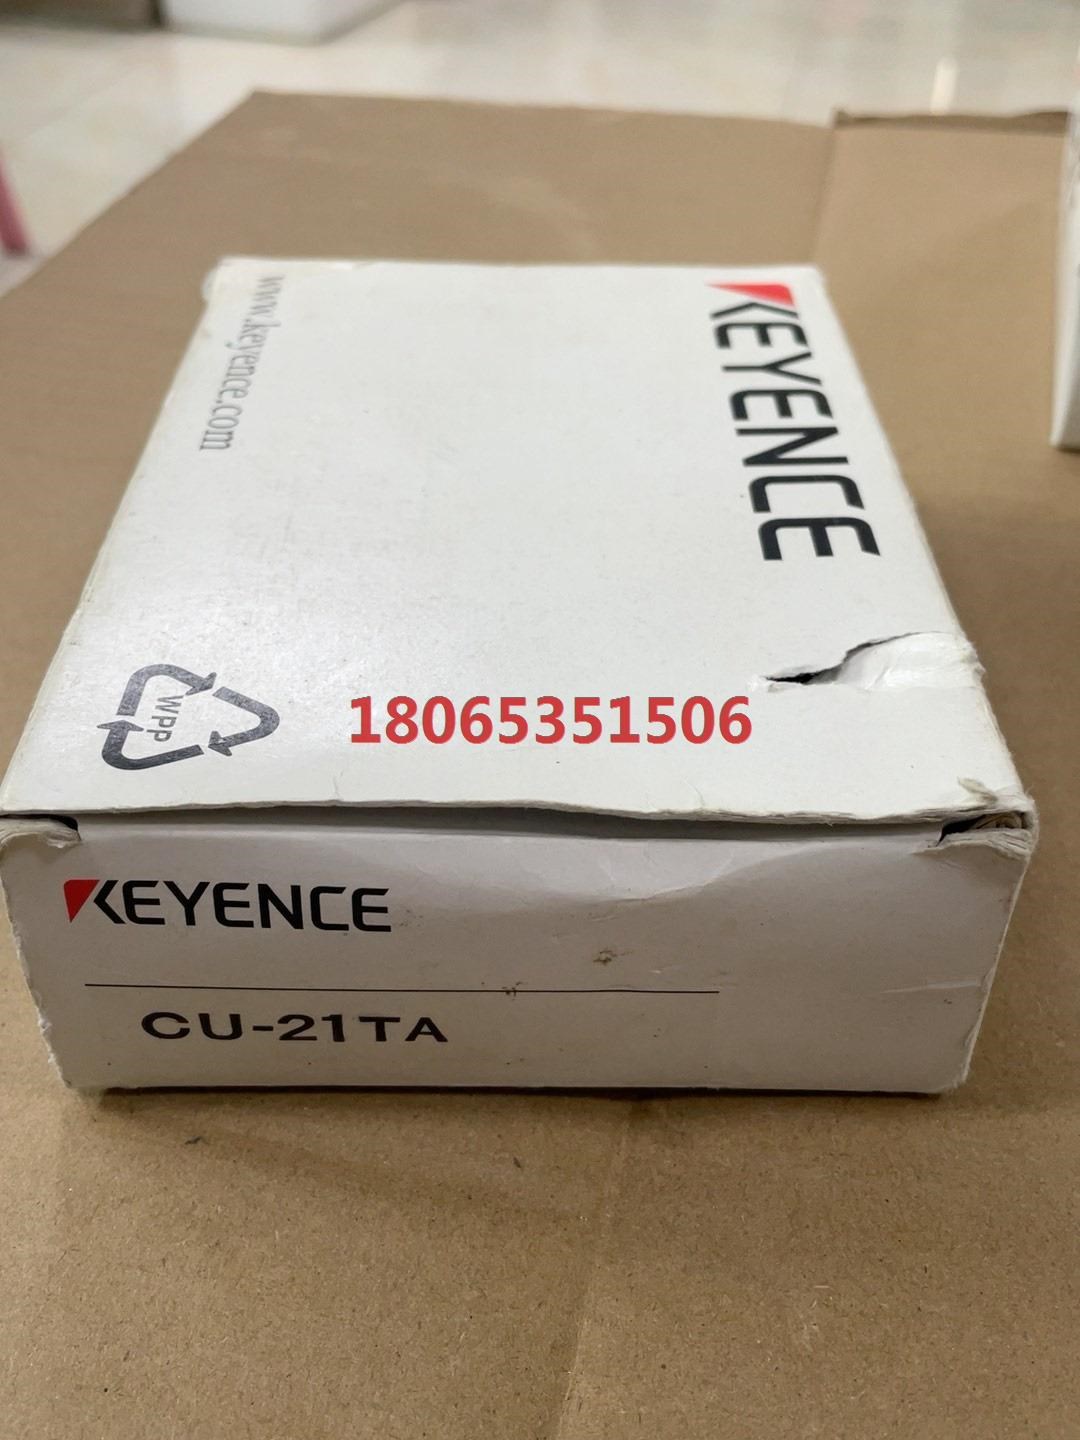 KEYENCE
www.keyence.com
WPP
18065351506
KEYENCE
CU-21TA